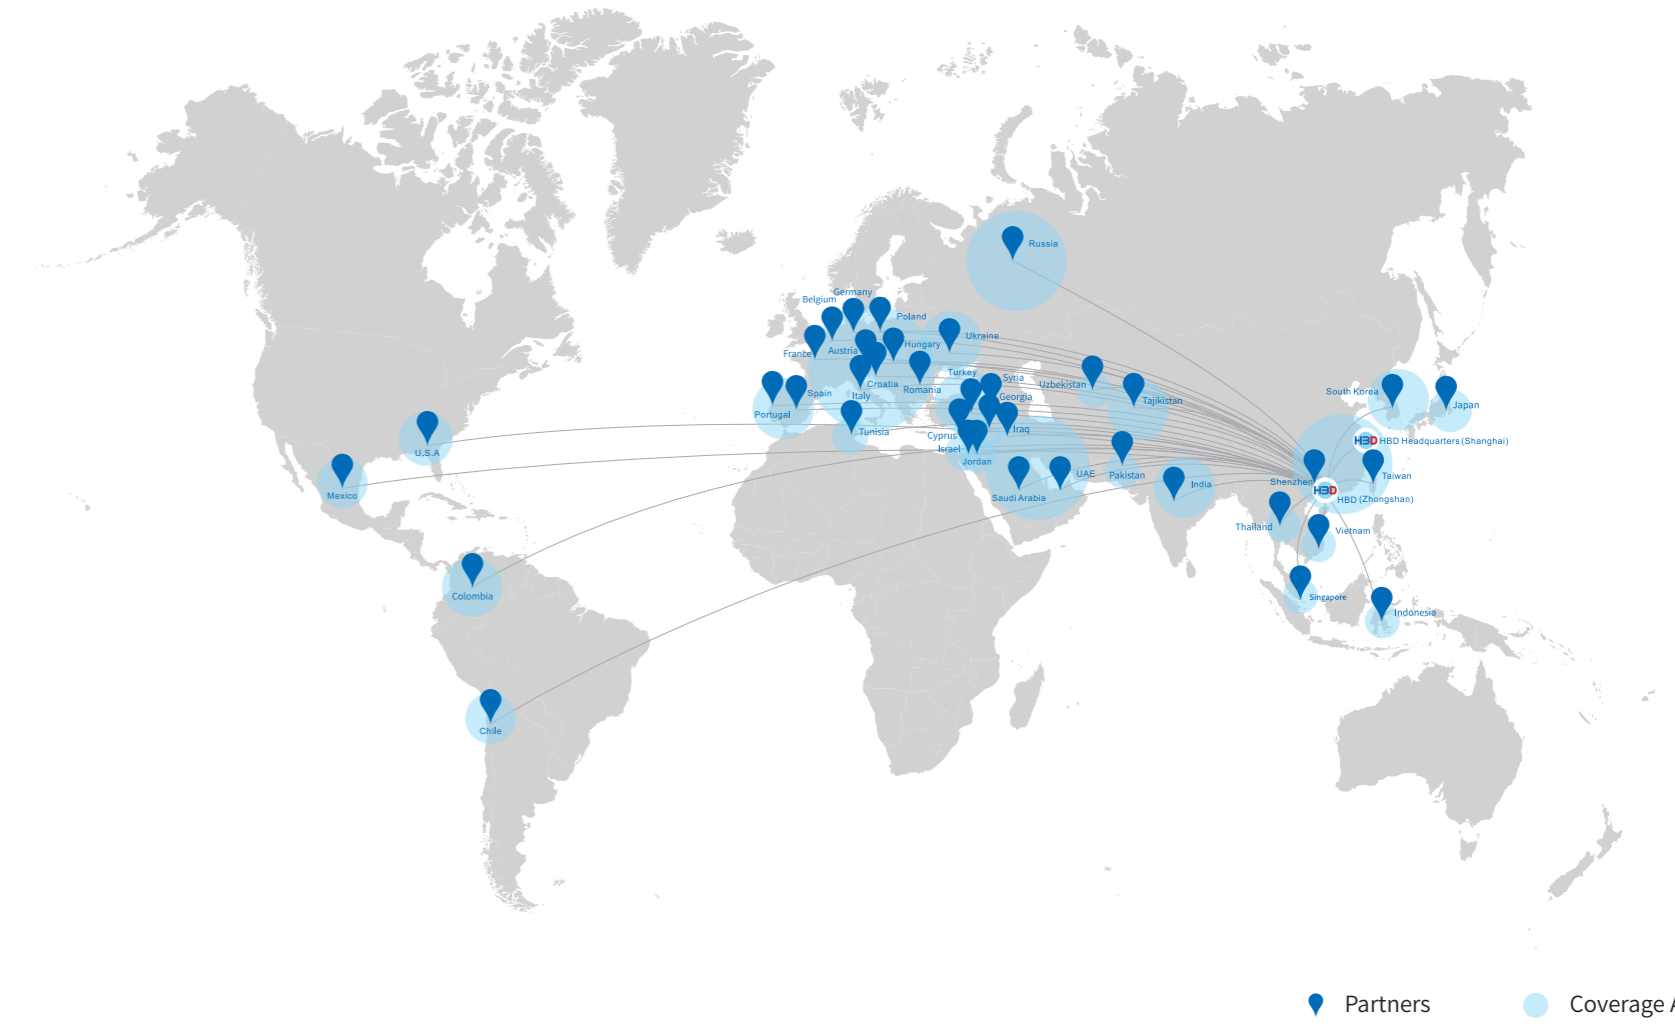 Russia
Germany
Belgium
Poland
Ukraine
Hungary
Austria
France
Turkey
Syria
Croatia
Uzbekistan
Romania
Spain
Italy
Georgia
Tajikistan
South Korea
Japan
Portugal
Tunisia
Iraq
Cyprus
HBD HBD Headquarters (Shanghai)
Israel
U.S.A
Jordan
UAE
Pakistan
Taiwan
Shenzhen
India
HBD
Mexico
Saudi Arabia
HBD (Zhongshan)
Thailand
Vietnam
Colombia
Singapore
Indonesia
Chile
Partners
Coverage